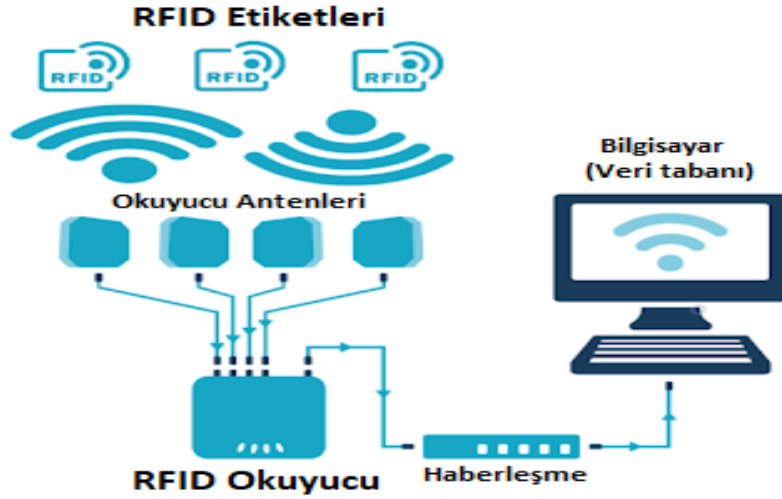 RFID Etiketleri
RFID
RFID
RFID
Okuyucu Antenleri
Bilgisayar
(Veri tabanı)
RFID Okuyucu
Haberleşme